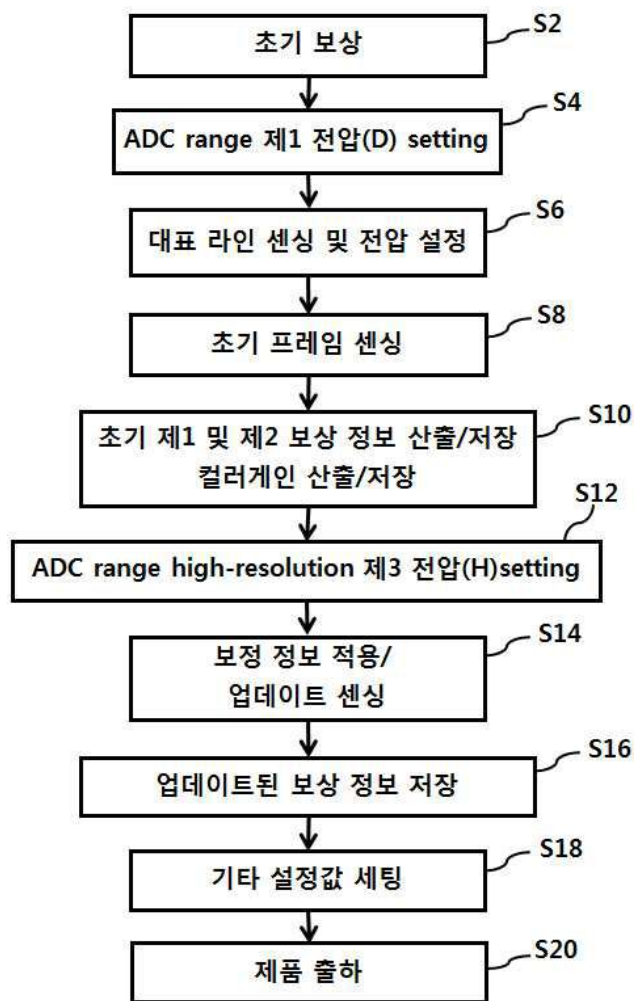 초기 보상
S2
ADC range 제1 전압(D) setting
S4
대표 라인 센싱 및 전압 설정
S6
초기 프레임 센싱
S8
초기 제1 및 제2 보상 정보 산출/저장
컬러게인 산출/저장
S10
ADC range high-resolution 제3 전압(H)setting
S12
보정 정보 적용/
업데이트 센싱
S14
업데이트된 보상 정보 저장
S16
기타 설정값 세팅
S18
제품 출하
S20